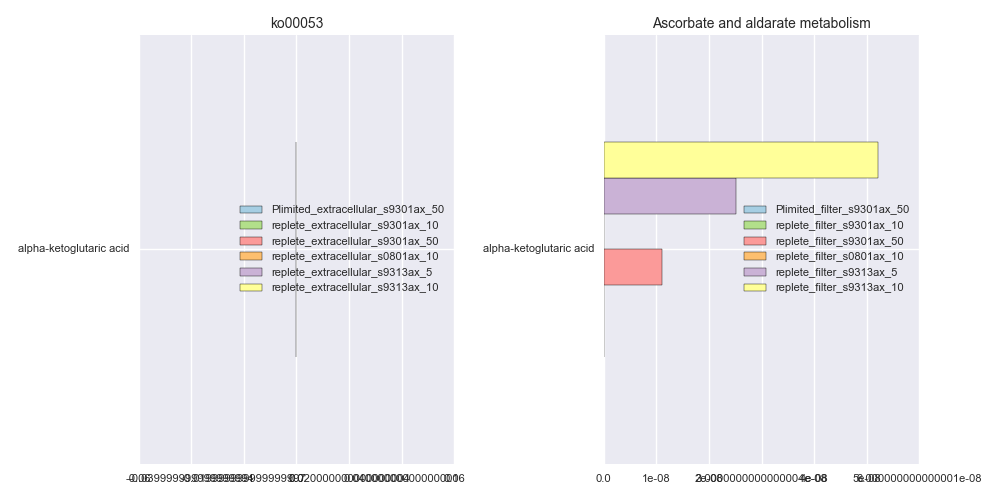 ko00053
Ascorbate and aldarate metabolism
alpha-ketoglutaric acid
Plimited_extracellular_s9301ax_50
replete_extracellular_s9301ax_10
replete_extracellular_s9301ax_50
replete_extracellular_s0801ax_10
replete_extracellular_s9313ax_5
replete_extracellular_s9313ax_10
alpha-ketoglutaric acid
Plimited_filter_s9301ax_50
replete_filter_s9301ax_10
replete_filter_s9301ax_50
replete_filter_s0801ax_10
replete_filter_s9313ax_5
replete_filter_s9313ax_10
0.0 1e-08